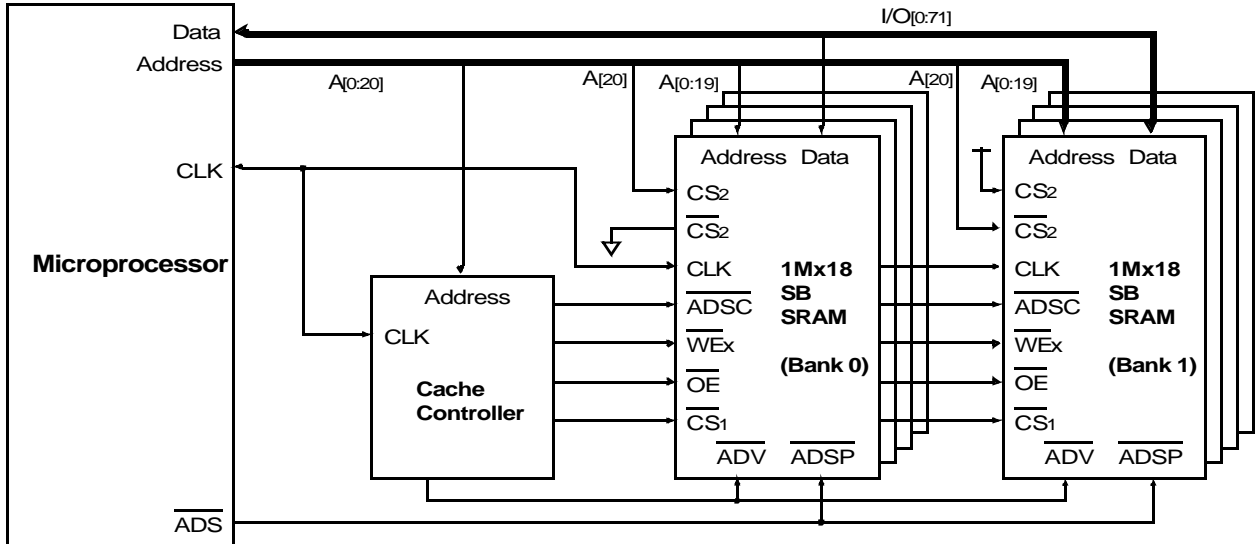 I/O[0:71]
Data
Address
A[0:20]
A[20]
A[0:19]
A[20]
A[0:19]
CLK
Microprocessor
ADS
Address
CLK
Cache
Controller
Address Data
CS2
CS2
CLK
ADSC
WEx
OE
CS1
1Mx18
SB
SRAM
(Bank 0)
ADV ADSP
Address Data
CS2
CS2
CLK
ADSC
WEx
OE
CS1
1Mx18
SB
SRAM
(Bank 1)
ADV ADSP